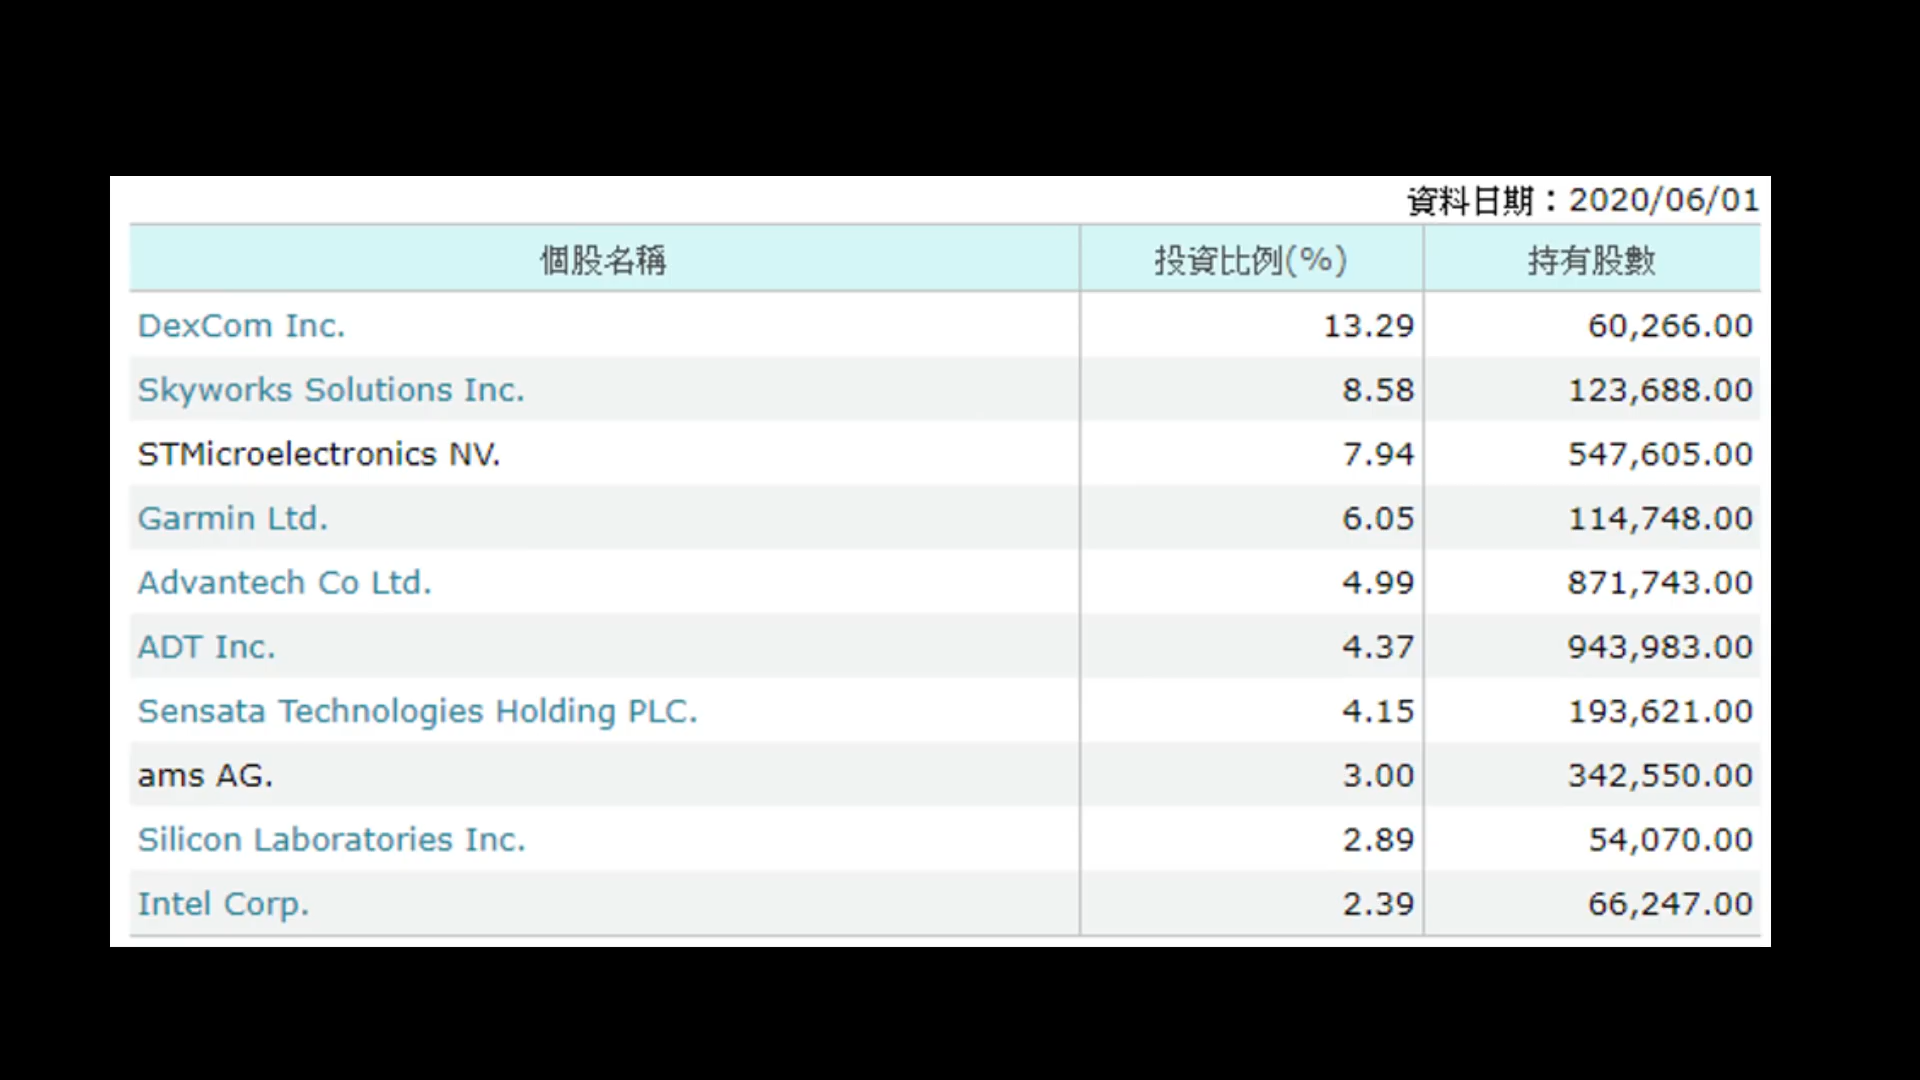 資料日期：2020/06/01
個股名稱 投資比例(%) 持有股數
DexCom Inc. 13.29 60,266.00
Skyworks Solutions Inc. 8.58 123,688.00
STMicroelectronics NV. 7.94 547,605.00
Garmin Ltd. 6.05 114,748.00
Advantech Co Ltd. 4.99 871,743.00
ADT Inc. 4.37 943,983.00
Sensata Technologies Holding PLC. 4.15 193,621.00
ams AG. 3.00 342,550.00
Silicon Laboratories Inc. 2.89 54,070.00
Intel Corp. 2.39 66,247.00